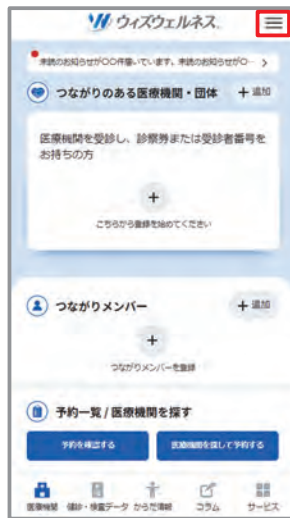 ウィズウェルネス
未読のお知らせが〇〇件届いています。未読のお知らせが〇…
つながりのある医療機関・団体
+ 追加
医療機関を受診し、診察券または受診者番号を
お持ちの方
+
こちらから登録を始めてください
つながりメンバー
+ 追加
+
つながりメンバーを登録
予約一覧 / 医療機関を探す
予約を確認する
医療機関を探して予約する
医療機関
健診・検査データ
からだ情報
コラム
サービス